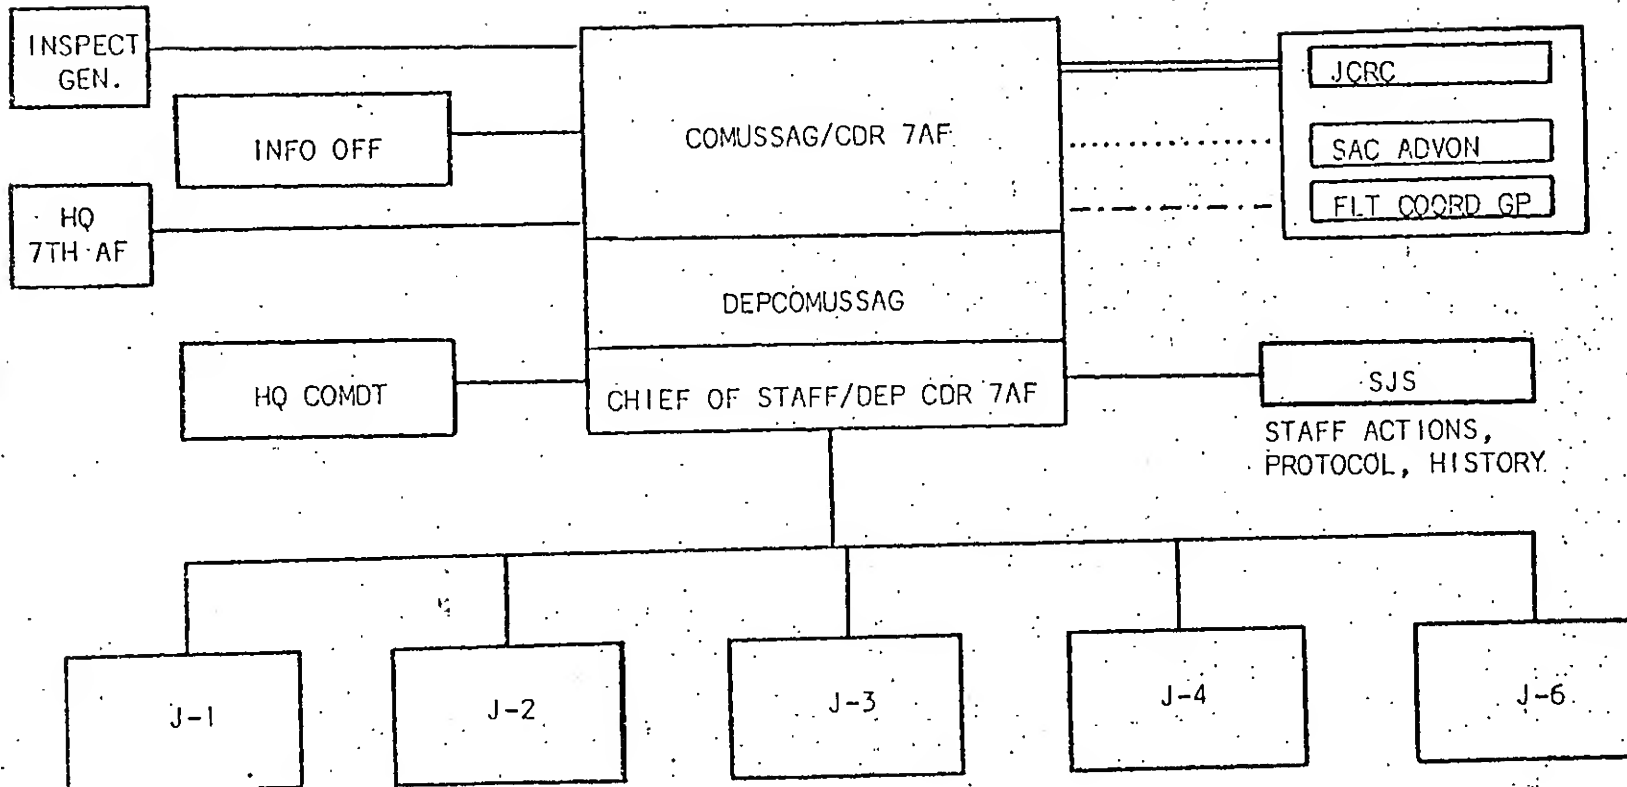 INSPECT
GEN.
INFO OFF
HQ
7TH AF
HQ COMDT
COMUSSAG/CDR 7AF
DEPCOMUSSAG
CHIEF OF STAFF/DEP CDR 7AF
JCRC
SAC ADVON
FLT COORD GP
SJS
STAFF ACTIONS,
PROTOCOL, HISTORY
J-1
J-2
J-3
J-4
J-6